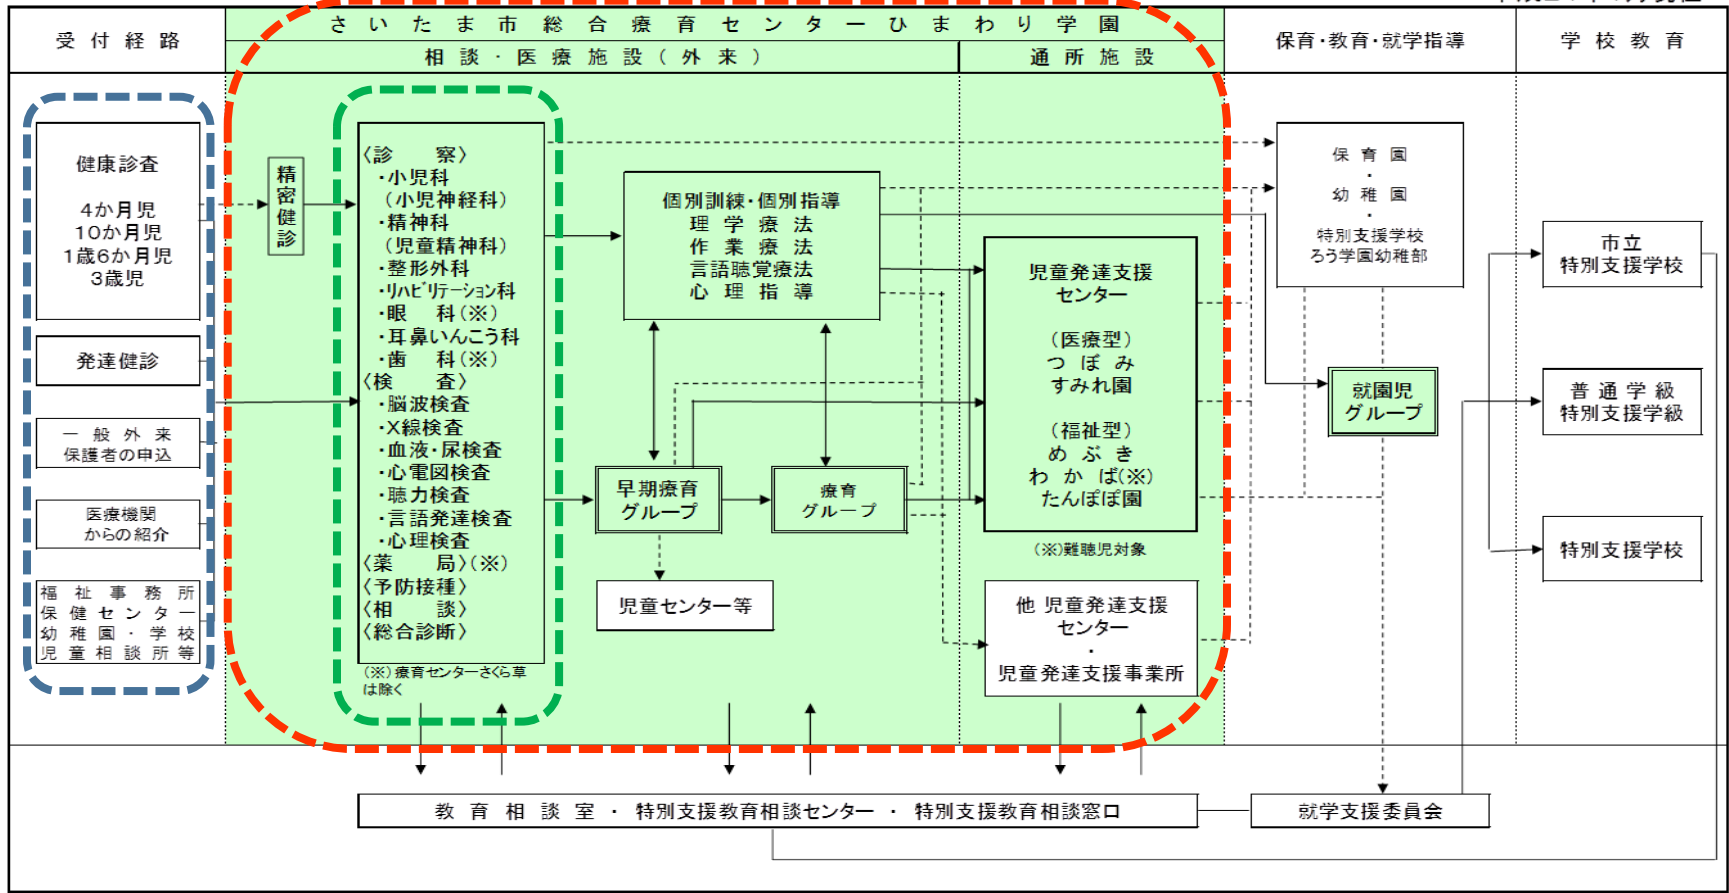 受付経路
さいたま市総合療育センターひまわり学園
相談・医療施設(外来)
通所施設
保育・教育・就学指導
学校教育
健康診査
4か月児
10か月児
1歳6か月児
3歳児
発達健診
一般外来
保護者の申込
医療機関
からの紹介
福祉事務所
保健センター
幼稚園・学校
児童相談所等
精密健診
〈診　察〉
・小児科
(小児神経科)
・精神科
(児童精神科)
・整形外科
・リハビリテーション科
・眼　科(※)
・耳鼻いんこう科
・歯　科(※)
〈検　査〉
・脳波検査
・X線検査
・血液・尿検査
・心電図検査
・聴力検査
・言語発達検査
・心理検査
〈薬　局〉(※)
〈予防接種〉
〈相　談〉
〈総合診断〉
(※)療育センターさくら草
は除く
個別訓練・個別指導
理学療法
作業療法
言語聴覚療法
心理指導
早期療育
グループ
療育
グループ
児童センター等
児童発達支援
センター
(医療型)
つぼみ
すみれ園
(福祉型)
めぶき
わかば(※)
たんぽぽ園
(※)難聴児対象
他 児童発達支援
センター
・
児童発達支援事業所
保育園
・
幼稚園
・
特別支援学校
ろう学園幼稚部
就園児
グループ
市立
特別支援学校
普通学級
特別支援学級
特別支援学校
教育相談室・特別支援教育相談センター・特別支援教育相談窓口
就学支援委員会